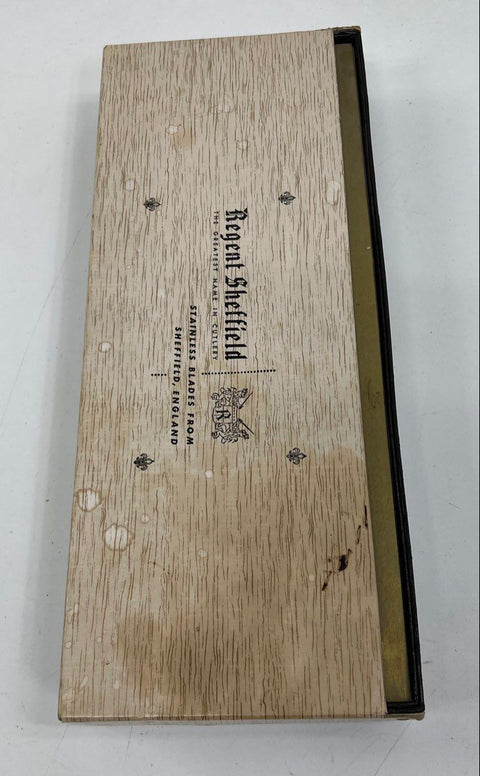 Regent Sheffield
THE GREATEST NAME IN CUTLERY
R
STAINLESS BLADES FROM
SHEFFIELD, ENGLAND